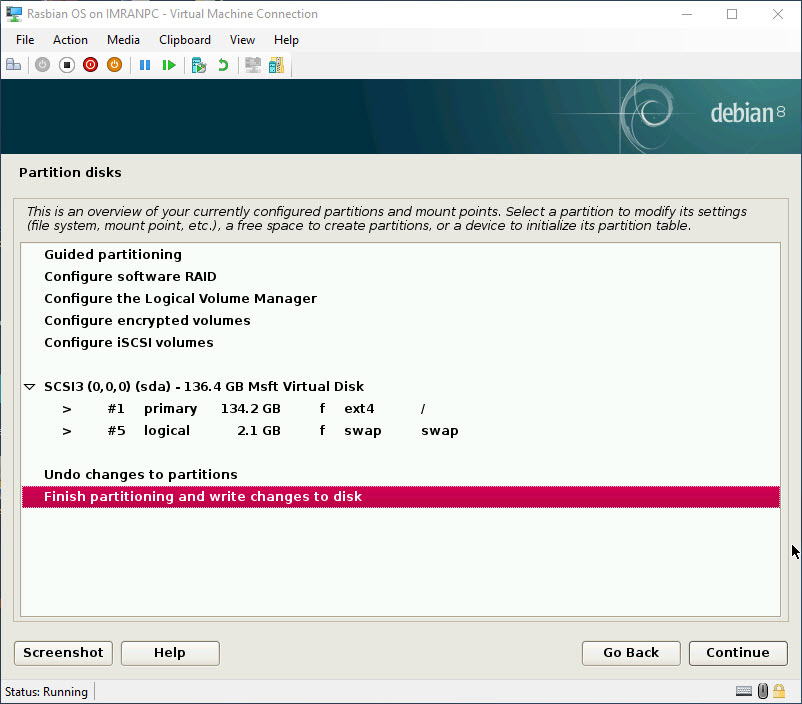 Rasbian OS on IMRANPC - Virtual Machine Connection
File Action Media Clipboard View Help
debian 8
Partition disks
This is an overview of your currently configured partitions and mount points. Select a partition to modify its settings
(file system, mount point, etc.), a free space to create partitions, or a device to initialize its partition table.
Guided partitioning
Configure software RAID
Configure the Logical Volume Manager
Configure encrypted volumes
Configure iSCSI volumes
SCSI3 (0,0,0) (sda) - 136.4 GB Msft Virtual Disk
> #1 primary 134.2 GB f ext4 /
> #5 logical 2.1 GB f swap swap
Undo changes to partitions
Finish partitioning and write changes to disk
Screenshot Help Go Back Continue
Status: Running